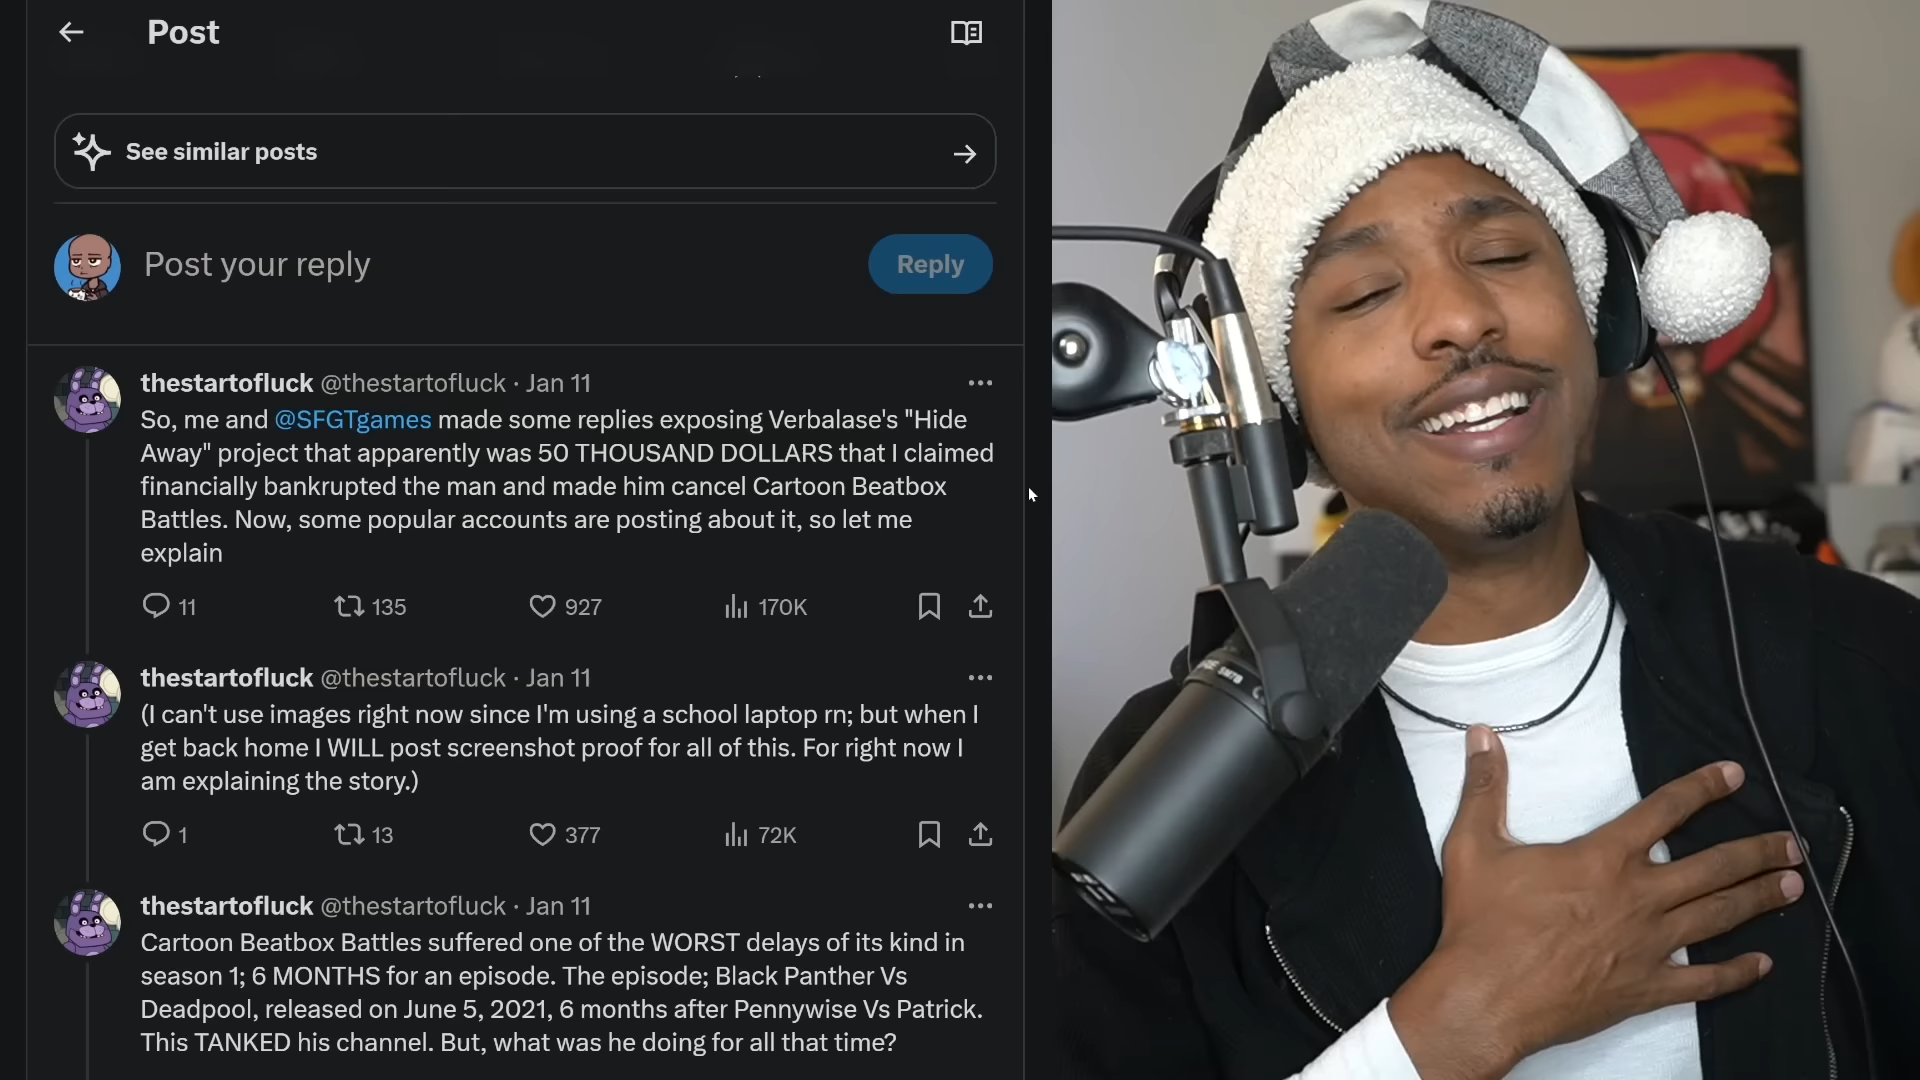 Post
See similar posts
Post your reply
Reply
thestartofluck @thestartofluck · Jan 11
So, me and @SFGTgames made some replies exposing Verbalase's "Hide
Away" project that apparently was 50 THOUSAND DOLLARS that I claimed
financially bankrupted the man and made him cancel Cartoon Beatbox
Battles. Now, some popular accounts are posting about it, so let me
explain
11 135 927 170K
thestartofluck @thestartofluck · Jan 11
(I can't use images right now since I'm using a school laptop rn; but when I
get back home I WILL post screenshot proof for all of this. For right now I
am explaining the story.)
1 13 377 72K
thestartofluck @thestartofluck · Jan 11
Cartoon Beatbox Battles suffered one of the WORST delays of its kind in
season 1; 6 MONTHS for an episode. The episode; Black Panther Vs
Deadpool, released on June 5, 2021, 6 months after Pennywise Vs Patrick.
This TANKED his channel. But, what was he doing for all that time?
SM7B